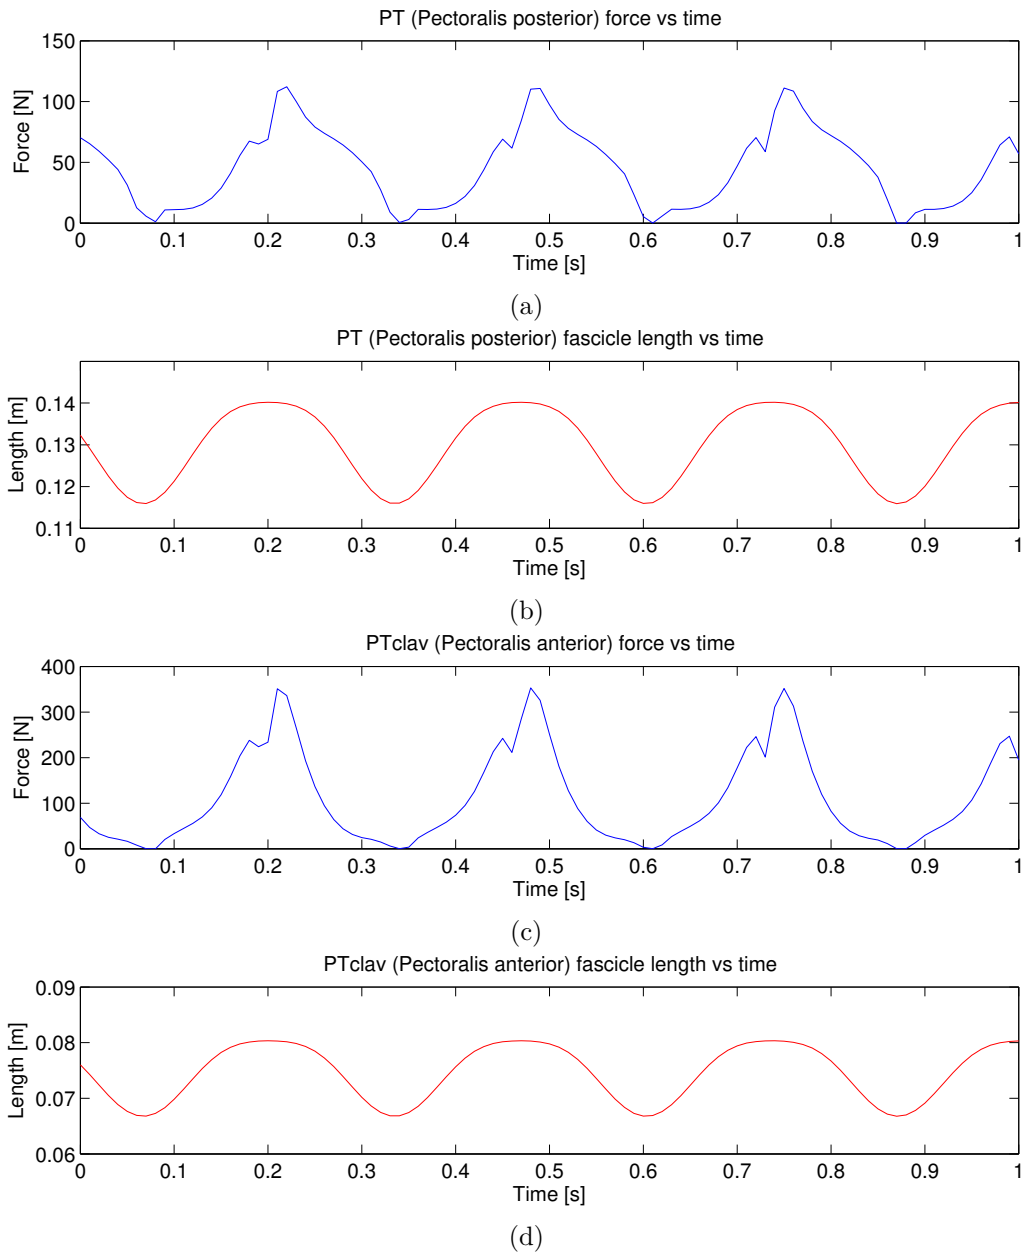 PT (Pectoralis posterior) force vs time
150
100
50
0
Force [N]
0 0.1 0.2 0.3 0.4 0.5 0.6 0.7 0.8 0.9 1
Time [s]
(a)
PT (Pectoralis posterior) fascicle length vs time
0.14
0.13
0.12
0.11
Length [m]
0 0.1 0.2 0.3 0.4 0.5 0.6 0.7 0.8 0.9 1
Time [s]
(b)
PTclav (Pectoralis anterior) force vs time
400
300
200
100
0
Force [N]
0 0.1 0.2 0.3 0.4 0.5 0.6 0.7 0.8 0.9 1
Time [s]
(c)
PTclav (Pectoralis anterior) fascicle length vs time
0.09
0.08
0.07
0.06
Length [m]
0 0.1 0.2 0.3 0.4 0.5 0.6 0.7 0.8 0.9 1
Time [s]
(d)